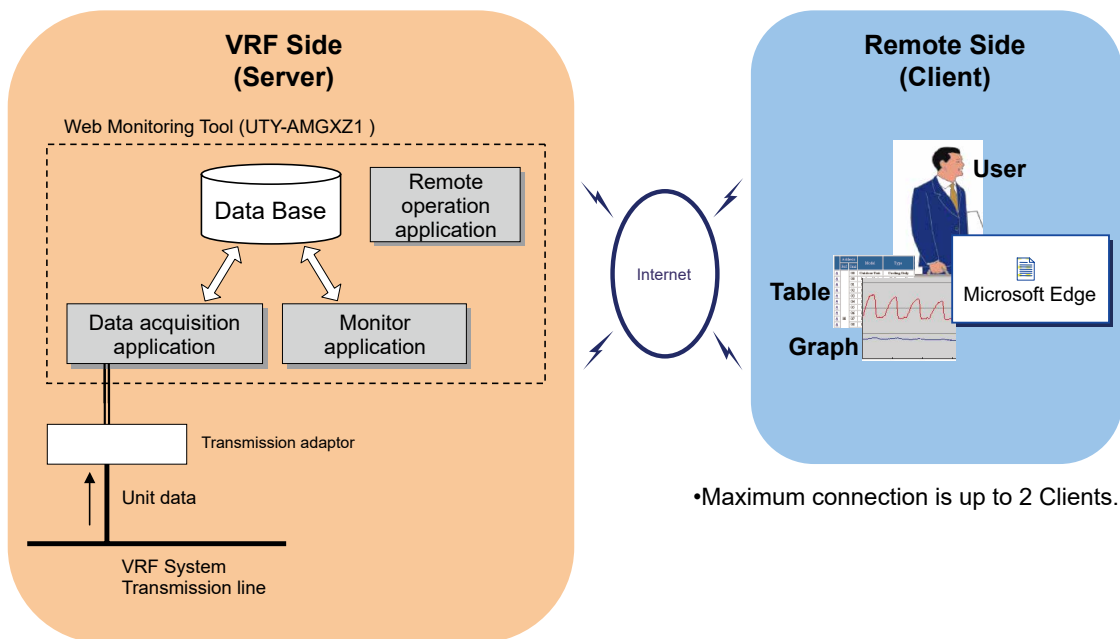 VRF Side
(Server)
Web Monitoring Tool (UTY-AMGXZ1 )
Data Base
Remote
operation
application
Data acquisition
application
Monitor
application
Transmission adaptor
Unit data
VRF System
Transmission line
Internet
Remote Side
(Client)
User
Microsoft Edge
Table
Graph
•Maximum connection is up to 2 Clients.